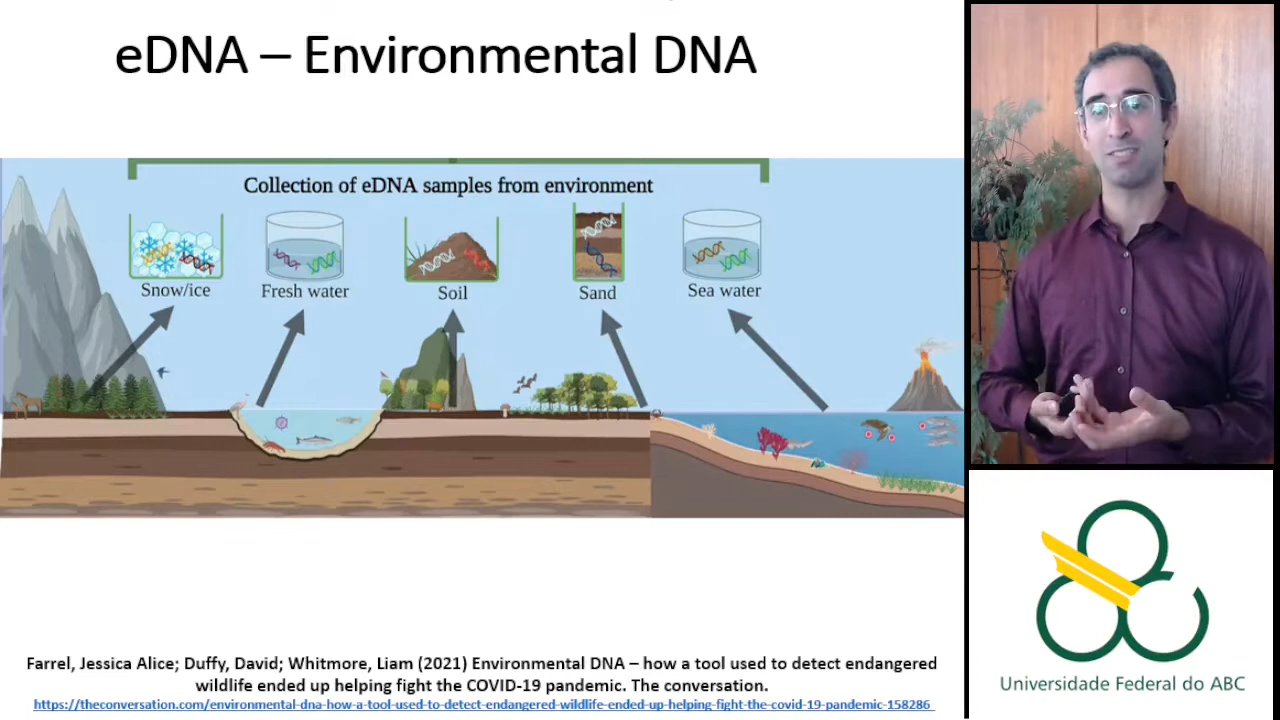 eDNA – Environmental DNA
Collection of eDNA samples from environment
Snow/ice
Fresh water
Soil
Sand
Sea water
Farrel, Jessica Alice; Duffy, David; Whitmore, Liam (2021) Environmental DNA – how a tool used to detect endangered
wildlife ended up helping fight the COVID-19 pandemic. The conversation.
https://theconversation.com/environmental-dna-how-a-tool-used-to-detect-endangered-wildlife-ended-up-helping-fight-the-covid-19-pandemic-158286
Universidade Federal do ABC